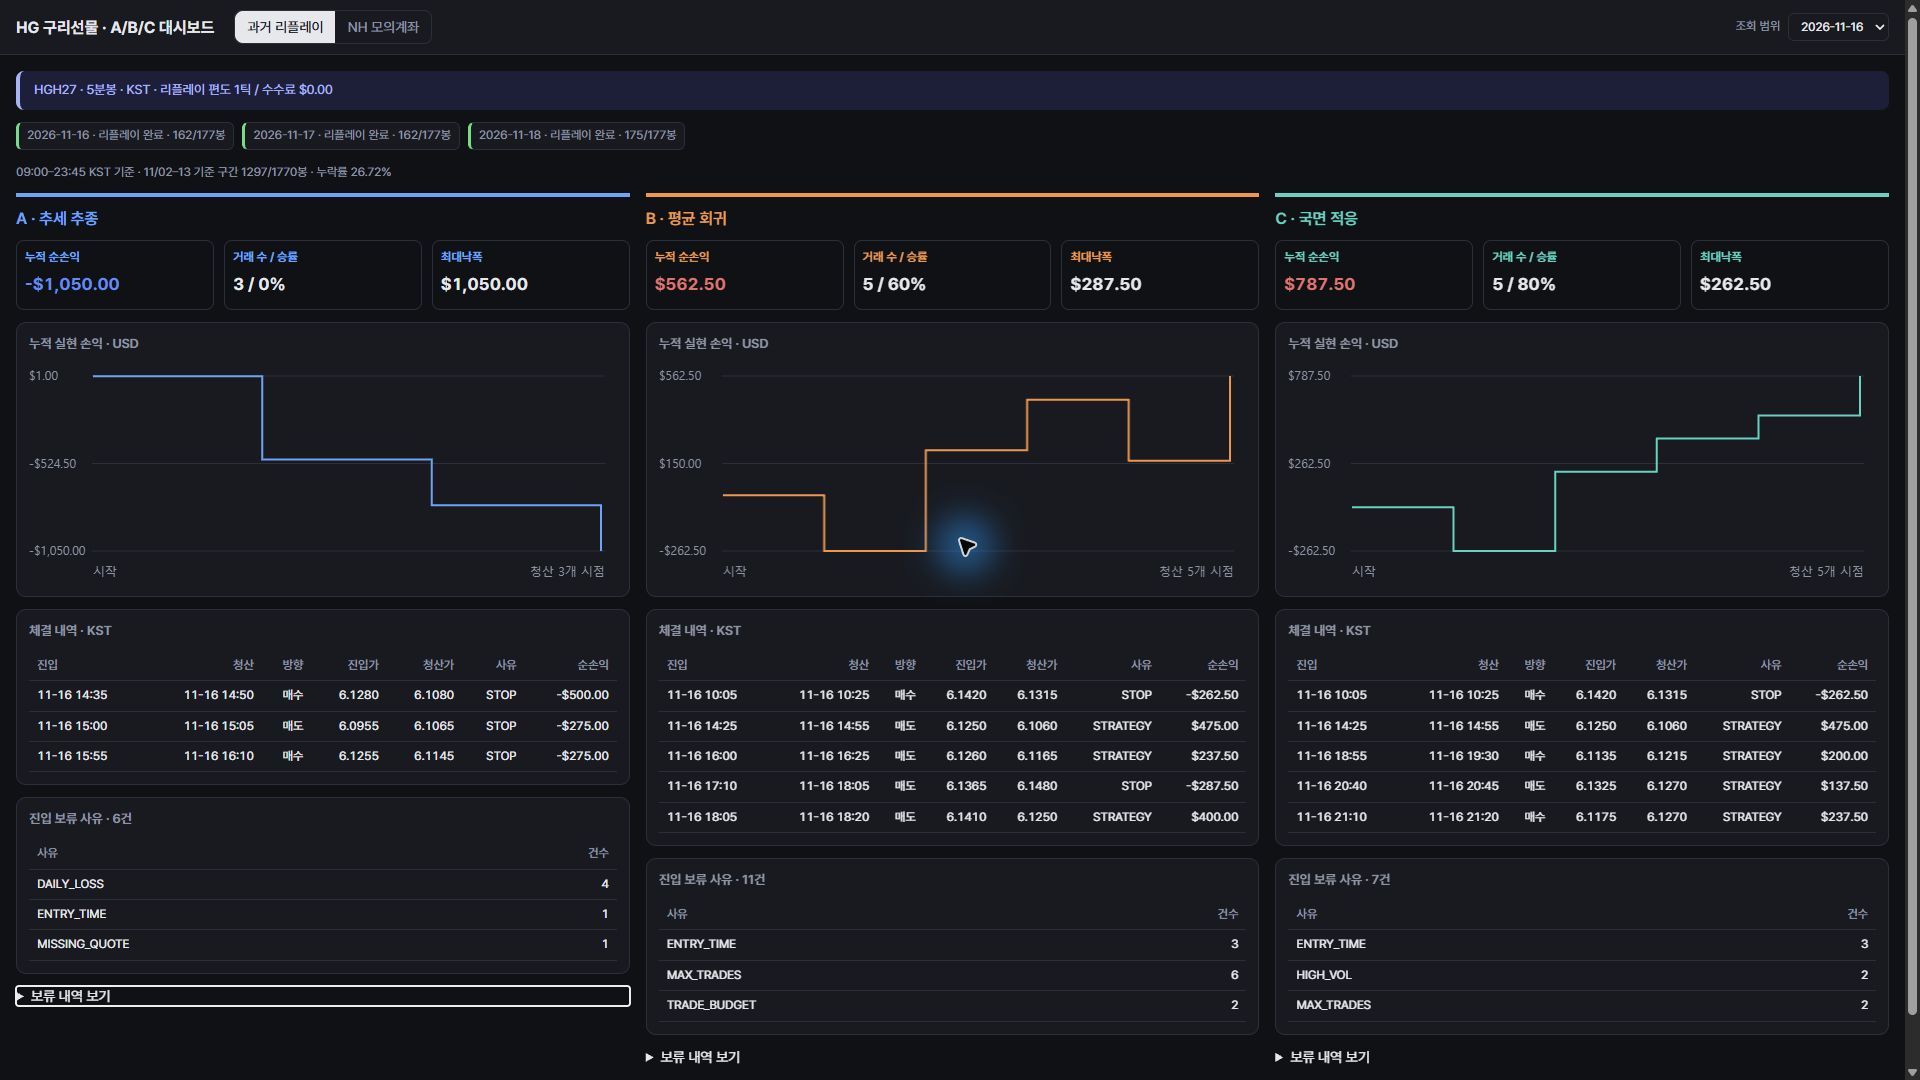 HG 구리선물 · A/B/C 대시보드 과거 리플레이 NH 모의계좌 조회 범위 2026-11-16
HGH27 · 5분봉 · KST · 리플레이 편도 1틱 / 수수료 $0.00
2026-11-16 · 리플레이 완료 · 162/177봉 2026-11-17 · 리플레이 완료 · 162/177봉 2026-11-18 · 리플레이 완료 · 175/177봉
09:00–23:45 KST 기준 · 11/02–13 기준 구간 1297/1770봉 · 누락률 26.72%
A · 추세 추종
누적 순손익 거래 수 / 승률 최대낙폭
-$1,050.00 3 / 0% $1,050.00
누적 실현 손익 · USD
$1.00
-$524.50
-$1,050.00
시작 청산 3개 시점
체결 내역 · KST
진입 청산 방향 진입가 청산가 사유 순손익
11-16 14:35 11-16 14:50 매수 6.1280 6.1080 STOP -$500.00
11-16 15:00 11-16 15:05 매도 6.0955 6.1065 STOP -$275.00
11-16 15:55 11-16 16:10 매수 6.1255 6.1145 STOP -$275.00
진입 보류 사유 · 6건
사유 건수
DAILY_LOSS 4
ENTRY_TIME 1
MISSING_QUOTE 1
▶ 보류 내역 보기
B · 평균 회귀
누적 순손익 거래 수 / 승률 최대낙폭
$562.50 5 / 60% $287.50
누적 실현 손익 · USD
$562.50
$150.00
-$262.50
시작 청산 5개 시점
체결 내역 · KST
진입 청산 방향 진입가 청산가 사유 순손익
11-16 10:05 11-16 10:25 매수 6.1420 6.1315 STOP -$262.50
11-16 14:25 11-16 14:55 매도 6.1250 6.1060 STRATEGY $475.00
11-16 16:00 11-16 16:25 매도 6.1260 6.1165 STRATEGY $237.50
11-16 17:10 11-16 18:05 매도 6.1365 6.1480 STOP -$287.50
11-16 18:05 11-16 18:20 매도 6.1410 6.1250 STRATEGY $400.00
진입 보류 사유 · 11건
사유 건수
ENTRY_TIME 3
MAX_TRADES 6
TRADE_BUDGET 2
▶ 보류 내역 보기
C · 국면 적응
누적 순손익 거래 수 / 승률 최대낙폭
$787.50 5 / 80% $262.50
누적 실현 손익 · USD
$787.50
$262.50
-$262.50
시작 청산 5개 시점
체결 내역 · KST
진입 청산 방향 진입가 청산가 사유 순손익
11-16 10:05 11-16 10:25 매수 6.1420 6.1315 STOP -$262.50
11-16 14:25 11-16 14:55 매도 6.1250 6.1060 STRATEGY $475.00
11-16 18:55 11-16 19:30 매수 6.1135 6.1215 STRATEGY $200.00
11-16 20:40 11-16 20:45 매도 6.1325 6.1270 STRATEGY $137.50
11-16 21:10 11-16 21:20 매수 6.1175 6.1270 STRATEGY $237.50
진입 보류 사유 · 7건
사유 건수
ENTRY_TIME 3
HIGH_VOL 2
MAX_TRADES 2
▶ 보류 내역 보기